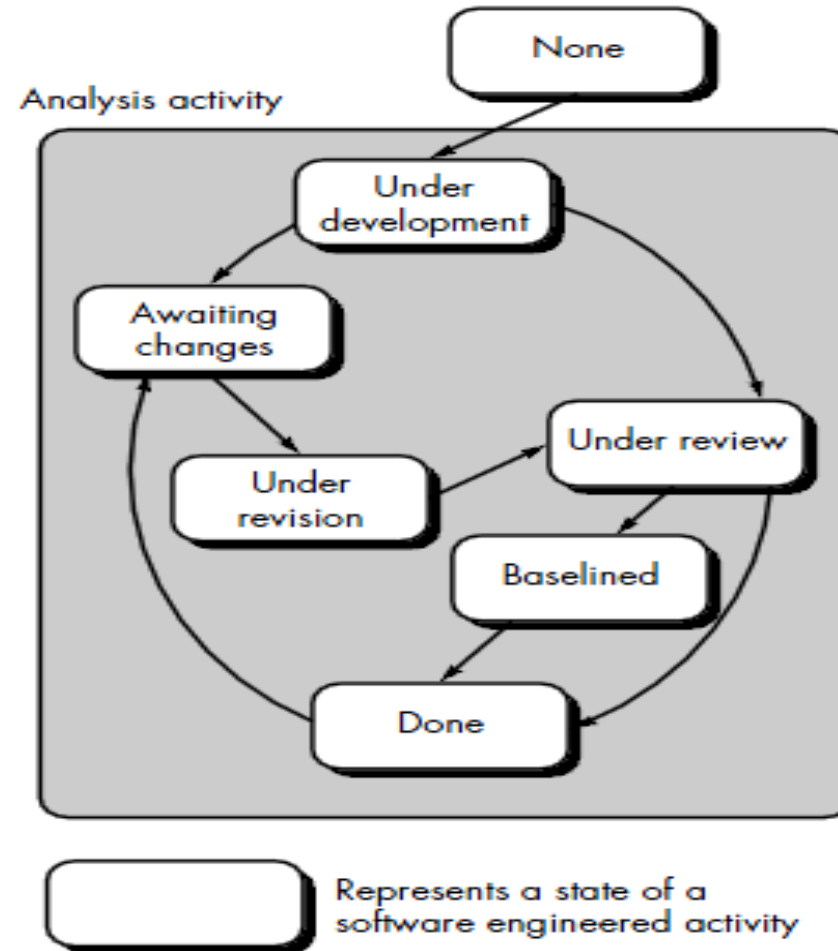 None
Analysis activity
Under
development
Awaiting
changes
Under review
Under
revision
Baselined
Done
Represents a state of a
software engineered activity